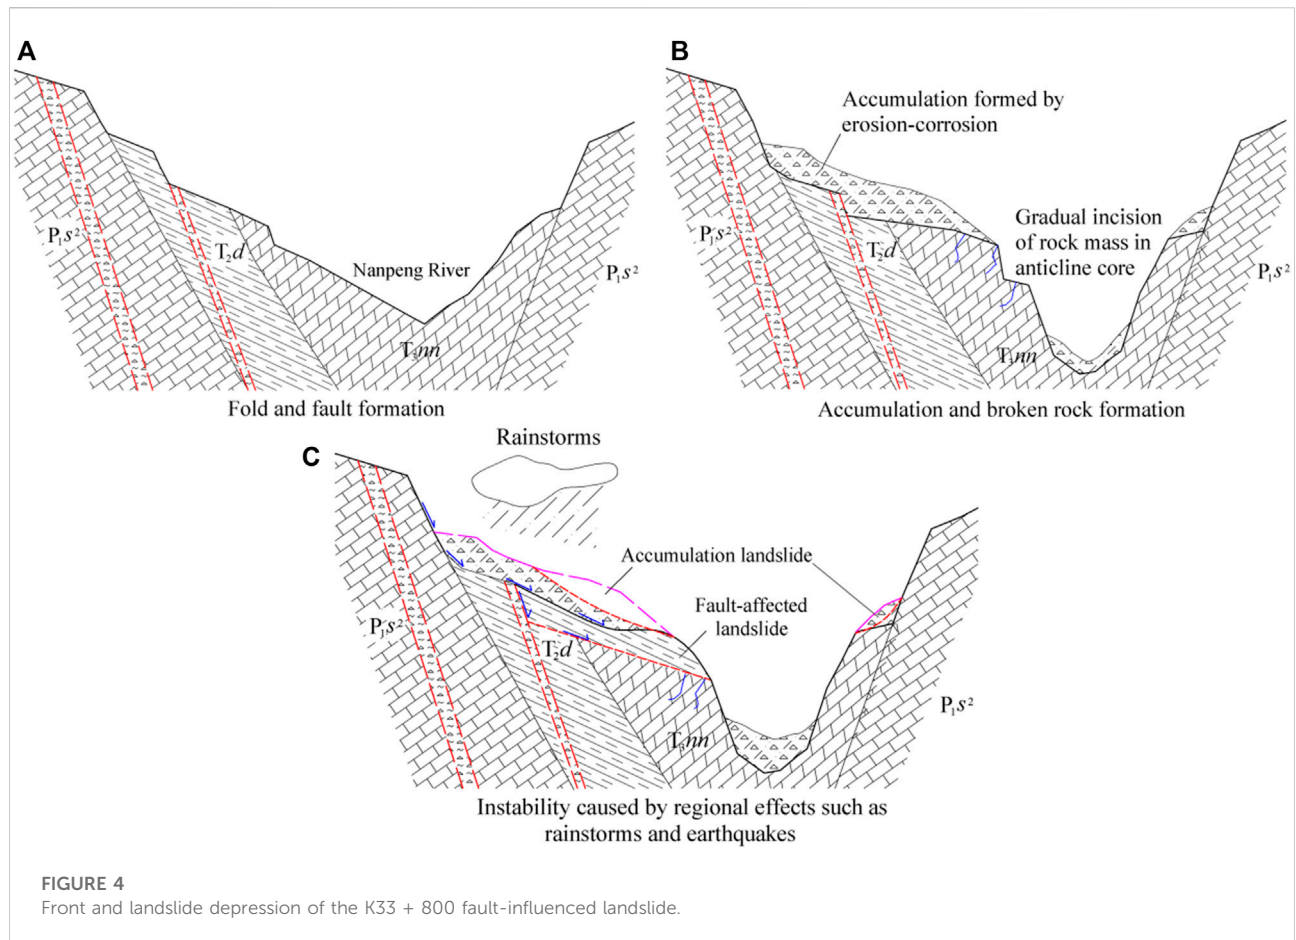 A
P₁s²
T₂d
Nanpeng River
T₃nn
P₁s²
Fold and fault formation
B
Accumulation formed by
erosion-corrosion
Gradual incision
of rock mass in
anticline core
P₁s²
T₂d
T₃nn
P₁s²
Accumulation and broken rock formation
C
Rainstorms
Accumulation landslide
Fault-affected
landslide
P₁s²
T₂d
T₃nn
P₁s²
Instability caused by regional effects such as
rainstorms and earthquakes
FIGURE 4
Front and landslide depression of the K33 + 800 fault-influenced landslide.